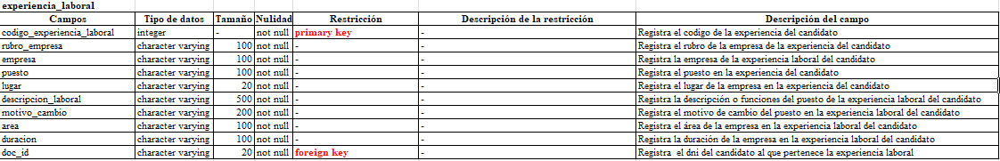 experiencia_laboral
Campos Tipo de datos Tamaño Nulidad Restricción Descripción de la restricción Descripción del campo
codigo_experiencia_laboral integer - not null primary key - Registra el codigo de la experiencia del candidato
rubro_empresa character varying 100 not null - - Registra el rubro de la empresa de la experiencia del candidato
empresa character varying 100 not null - - Registra la empresa de la experiencia laboral del candidato
puesto character varying 100 not null - - Registra el puesto en la experiencia del candidato
lugar character varying 20 not null - - Registra el lugar de la empresa en la experiencia del candidato
descripcion_laboral character varying 500 not null - - Registra la descripción o funciones del puesto de la experiencia laboral del candidato
motivo_cambio character varying 200 not null - - Registra el motivo de cambio del puesto en la experiencia laboral del candidato
area character varying 100 not null - - Registra el área de la empresa en la experiencia laboral del candidato
duracion character varying 100 not null - - Registra la duración de la empresa en la experiencia laboral del candidato
doc_id character varying 20 not null foreign key - Registra el dni del candidato al que pertenece la experiencia laboral